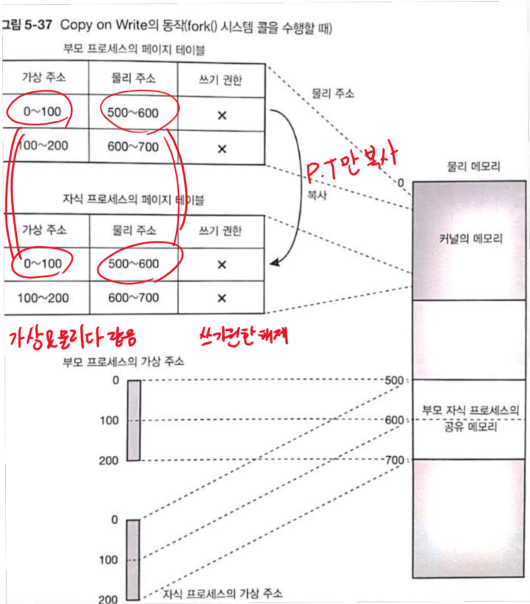 그림 5-37 Copy on Write의 동작(fork() 시스템 콜을 수행할 때)
부모 프로세스의 페이지 테이블
가상 주소 물리 주소 쓰기 권한
0~100 500~600 ×
100~200 600~700 ×
물리 주소
P.T만 복사
복사
자식 프로세스의 페이지 테이블
가상 주소 물리 주소 쓰기 권한
0~100 500~600 ×
100~200 600~700 ×
가상&물리 다 같음 쓰기권한 해제
물리 메모리
0
커널의 메모리
500
부모 자식 프로세스의
600
공유 메모리
700
부모 프로세스의 가상 주소
0
100
200
0
100
200
자식 프로세스의 가상 주소